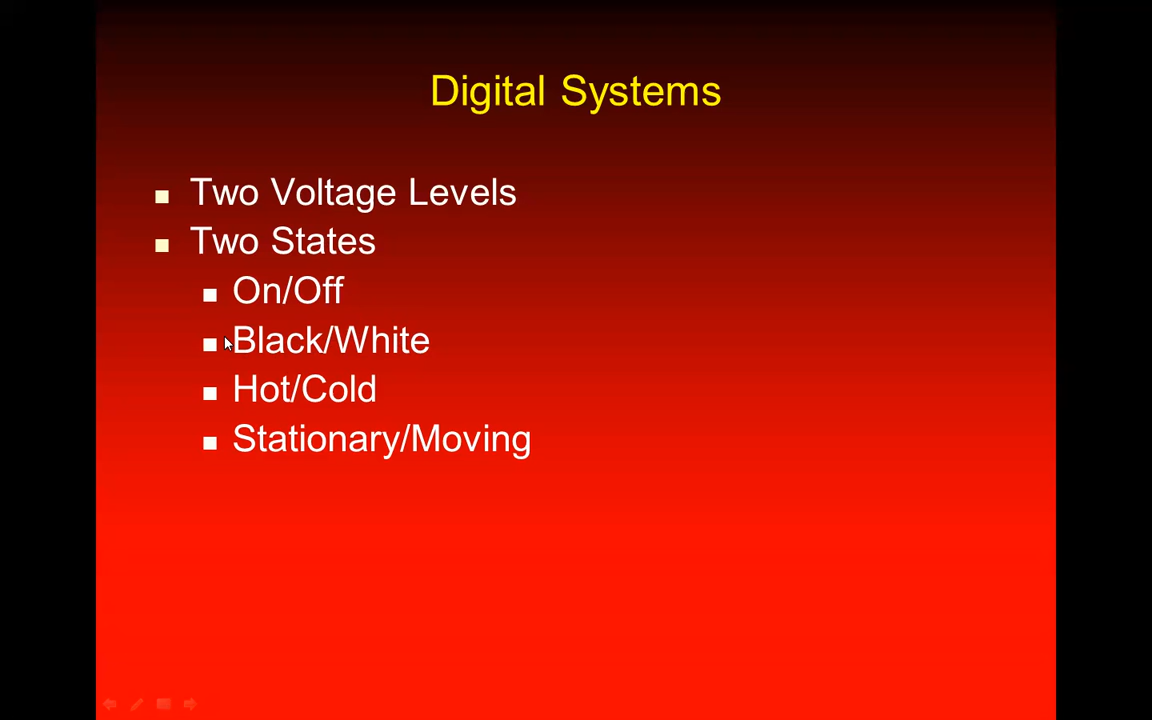 Digital Systems
Two Voltage Levels
Two States
On/Off
Black/White
Hot/Cold
Stationary/Moving